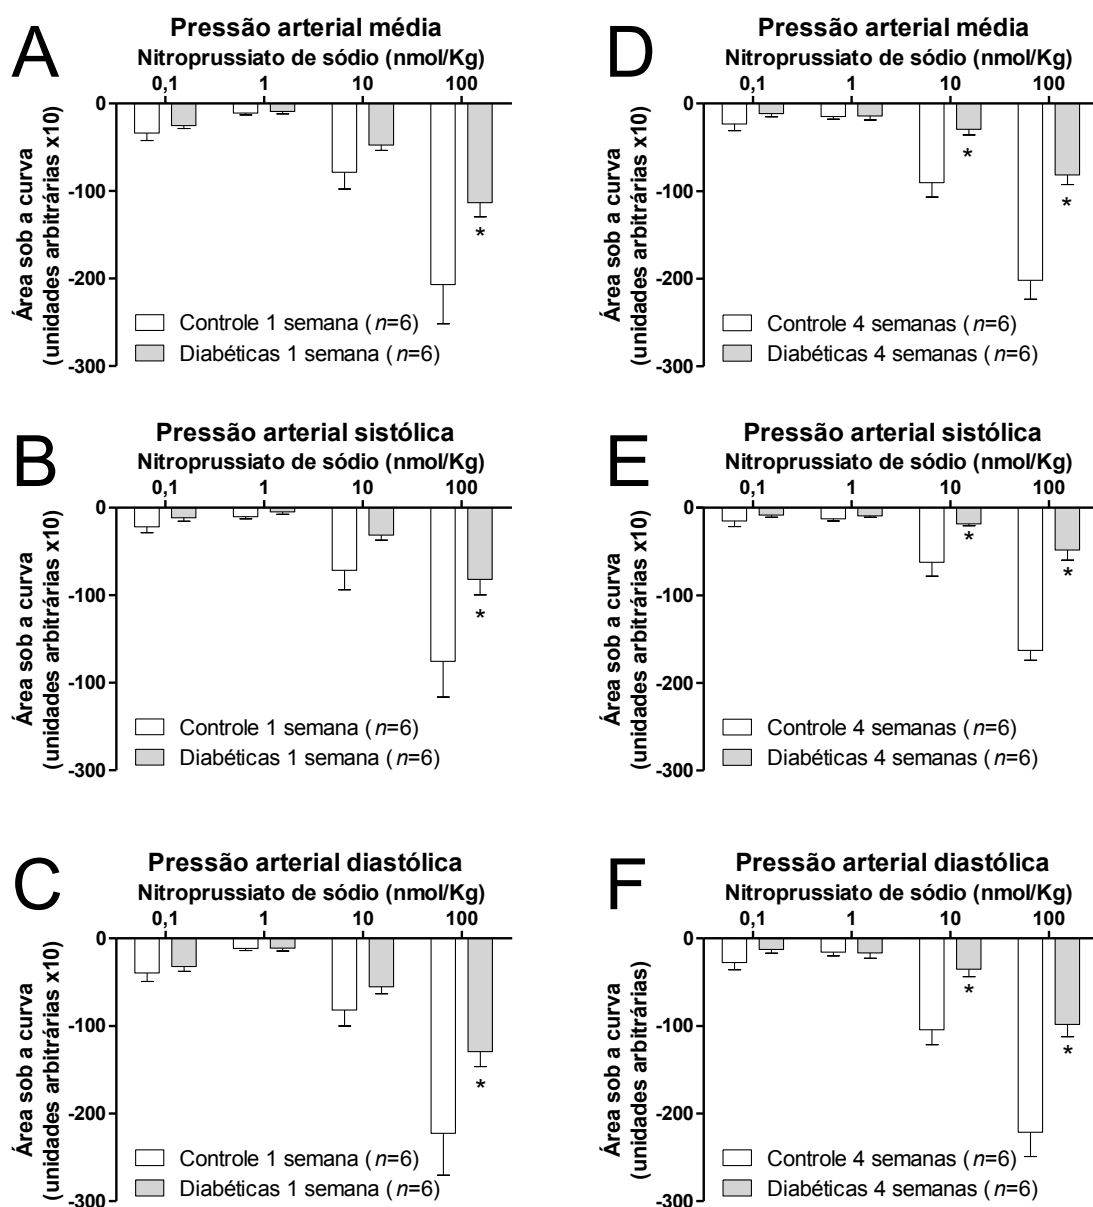 A
Pressão arterial média
Nitroprussiato de sódio (nmol/Kg)
0,1 1 10 100
0
-100
-200
-300
Área sob a curva
(unidades arbitrárias x10)
*
Controle 1 semana (n=6)
Diabéticas 1 semana (n=6)
D
Pressão arterial média
Nitroprussiato de sódio (nmol/Kg)
0,1 1 10 100
0
-100
-200
-300
Área sob a curva
(unidades arbitrárias x10)
* *
Controle 4 semanas (n=6)
Diabéticas 4 semanas (n=6)
B
Pressão arterial sistólica
Nitroprussiato de sódio (nmol/Kg)
0,1 1 10 100
0
-100
-100
-300
Área sob a curva
(unidades arbitrárias x10)
*
Controle 1 semana (n=6)
Diabéticas 1 semana (n=6)
E
Pressão arterial sistólica
Nitroprussiato de sódio (nmol/Kg)
0,1 1 10 100
0
-100
-200
-300
Área sob a curva
(unidades arbitrárias x10)
* *
Controle 4 semanas (n=6)
Diabéticas 4 semanas (n=6)
C
Pressão arterial diastólica
Nitroprussiato de sódio (nmol/Kg)
0,1 1 10 100
0
-100
-200
-300
Área sob a curva
(unidades arbitrárias x10)
*
Controle 1 semana (n=6)
Diabéticas 1 semana (n=6)
F
Pressão arterial diastólica
Nitroprussiato de sódio (nmol/Kg)
0,1 1 10 100
0
-100
-200
-300
Área sob a curva
(unidades arbitrárias)
* *
Controle 4 semanas (n=6)
Diabéticas 4 semanas (n=6)